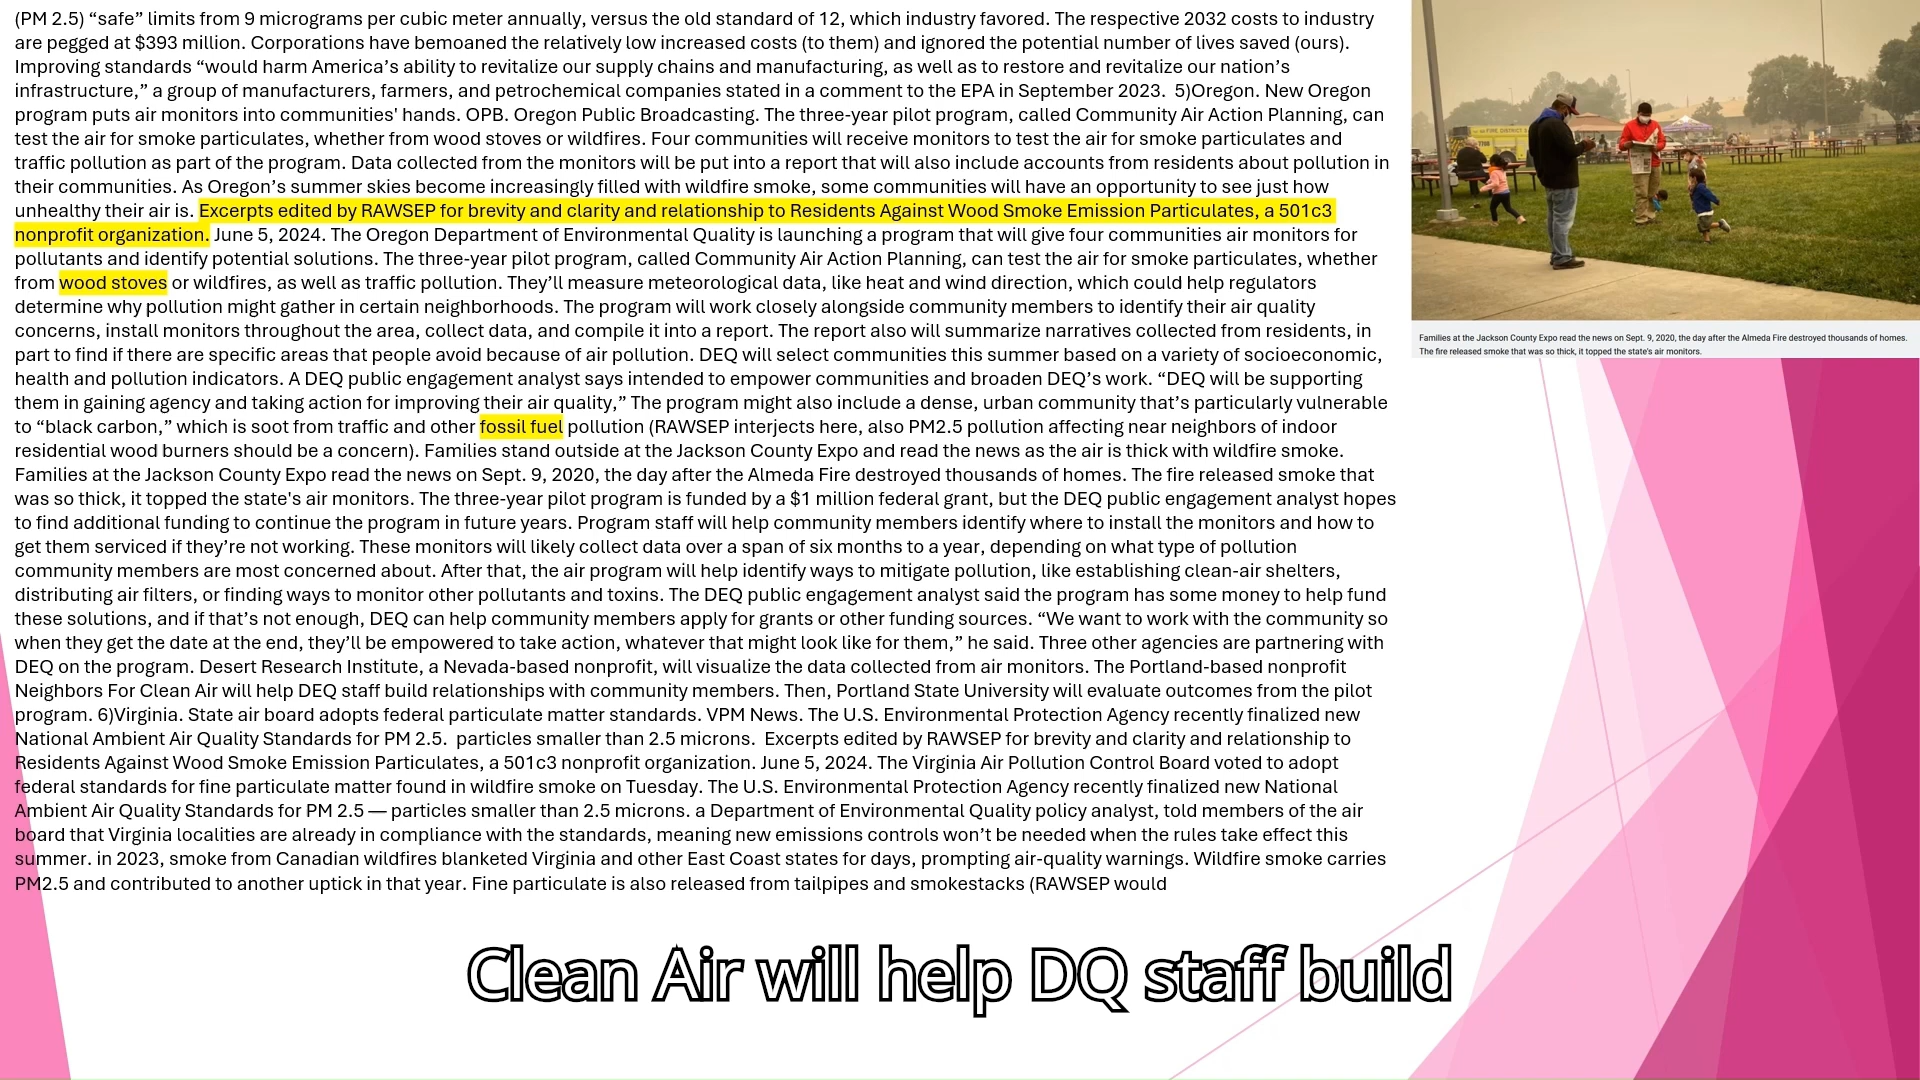 (PM 2.5) “safe” limits from 9 micrograms per cubic meter annually, versus the old standard of 12, which industry favored. The respective 2032 costs to industry
are pegged at $393 million. Corporations have bemoaned the relatively low increased costs (to them) and ignored the potential number of lives saved (ours).
Improving standards “would harm America’s ability to revitalize our supply chains and manufacturing, as well as to restore and revitalize our nation’s
infrastructure,” a group of manufacturers, farmers, and petrochemical companies stated in a comment to the EPA in September 2023.  5)Oregon. New Oregon
program puts air monitors into communities' hands. OPB. Oregon Public Broadcasting. The three-year pilot program, called Community Air Action Planning, can
test the air for smoke particulates, whether from wood stoves or wildfires. Four communities will receive monitors to test the air for smoke particulates and
traffic pollution as part of the program. Data collected from the monitors will be put into a report that will also include accounts from residents about pollution in
their communities. As Oregon’s summer skies become increasingly filled with wildfire smoke, some communities will have an opportunity to see just how
unhealthy their air is. Excerpts edited by RAWSEP for brevity and clarity and relationship to Residents Against Wood Smoke Emission Particulates, a 501c3
nonprofit organization. June 5, 2024. The Oregon Department of Environmental Quality is launching a program that will give four communities air monitors for
pollutants and identify potential solutions. The three-year pilot program, called Community Air Action Planning, can test the air for smoke particulates, whether
from wood stoves or wildfires, as well as traffic pollution. They’ll measure meteorological data, like heat and wind direction, which could help regulators
determine why pollution might gather in certain neighborhoods. The program will work closely alongside community members to identify their air quality
concerns, install monitors throughout the area, collect data, and compile it into a report. The report also will summarize narratives collected from residents, in
part to find if there are specific areas that people avoid because of air pollution. DEQ will select communities this summer based on a variety of socioeconomic,
health and pollution indicators. A DEQ public engagement analyst says intended to empower communities and broaden DEQ’s work. “DEQ will be supporting
them in gaining agency and taking action for improving their air quality,” The program might also include a dense, urban community that’s particularly vulnerable
to “black carbon,” which is soot from traffic and other fossil fuel pollution (RAWSEP interjects here, also PM2.5 pollution affecting near neighbors of indoor
residential wood burners should be a concern). Families stand outside at the Jackson County Expo and read the news as the air is thick with wildfire smoke.
Families at the Jackson County Expo read the news on Sept. 9, 2020, the day after the Almeda Fire destroyed thousands of homes. The fire released smoke that
was so thick, it topped the state's air monitors. The three-year pilot program is funded by a $1 million federal grant, but the DEQ public engagement analyst hopes
to find additional funding to continue the program in future years. Program staff will help community members identify where to install the monitors and how to
get them serviced if they’re not working. These monitors will likely collect data over a span of six months to a year, depending on what type of pollution
community members are most concerned about. After that, the air program will help identify ways to mitigate pollution, like establishing clean-air shelters,
distributing air filters, or finding ways to monitor other pollutants and toxins. The DEQ public engagement analyst said the program has some money to help fund
these solutions, and if that’s not enough, DEQ can help community members apply for grants or other funding sources. “We want to work with the community so
when they get the date at the end, they’ll be empowered to take action, whatever that might look like for them,” he said. Three other agencies are partnering with
DEQ on the program. Desert Research Institute, a Nevada-based nonprofit, will visualize the data collected from air monitors. The Portland-based nonprofit
Neighbors For Clean Air will help DEQ staff build relationships with community members. Then, Portland State University will evaluate outcomes from the pilot
program. 6)Virginia. State air board adopts federal particulate matter standards. VPM News. The U.S. Environmental Protection Agency recently finalized new
National Ambient Air Quality Standards for PM 2.5.  particles smaller than 2.5 microns.  Excerpts edited by RAWSEP for brevity and clarity and relationship to
Residents Against Wood Smoke Emission Particulates, a 501c3 nonprofit organization. June 5, 2024. The Virginia Air Pollution Control Board voted to adopt
federal standards for fine particulate matter found in wildfire smoke on Tuesday. The U.S. Environmental Protection Agency recently finalized new National
Ambient Air Quality Standards for PM 2.5 — particles smaller than 2.5 microns. a Department of Environmental Quality policy analyst, told members of the air
board that Virginia localities are already in compliance with the standards, meaning new emissions controls won’t be needed when the rules take effect this
summer. in 2023, smoke from Canadian wildfires blanketed Virginia and other East Coast states for days, prompting air-quality warnings. Wildfire smoke carries
PM2.5 and contributed to another uptick in that year. Fine particulate is also released from tailpipes and smokestacks (RAWSEP would
Families at the Jackson County Expo read the news on Sept. 9, 2020, the day after the Almeda Fire destroyed thousands of homes.
The fire released smoke that was so thick, it topped the state's air monitors.
Clean Air will help DQ staff build